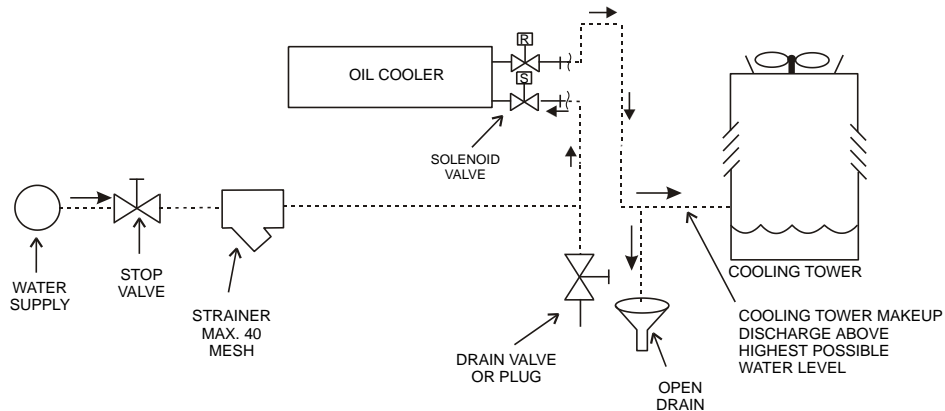 R
OIL COOLER
S
SOLENOID
VALVE
WATER
SUPPLY
STOP
VALVE
STRAINER
MAX. 40
MESH
DRAIN VALVE
OR PLUG
OPEN
DRAIN
COOLING TOWER
COOLING TOWER MAKEUP
DISCHARGE ABOVE
HIGHEST POSSIBLE
WATER LEVEL